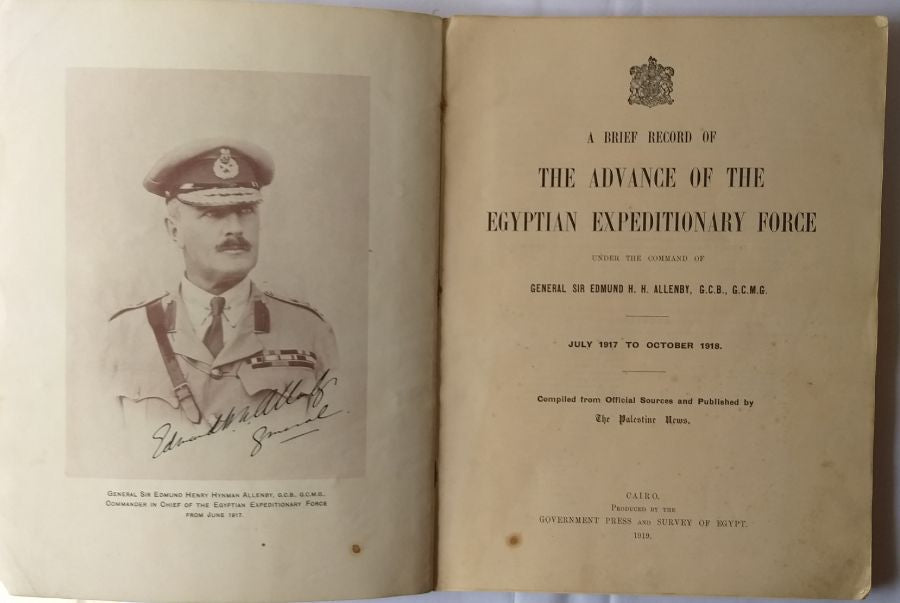 Edmund H. H. Allenby
General.
GENERAL SIR EDMUND HENRY HYNMAN ALLENBY, G.C.B., G.C.M.G.,
COMMANDER IN CHIEF OF THE EGYPTIAN EXPEDITIONARY FORCE
FROM JUNE 1917.
A BRIEF RECORD OF
THE ADVANCE OF THE
EGYPTIAN EXPEDITIONARY FORCE
UNDER THE COMMAND OF
GENERAL SIR EDMUND H. H. ALLENBY, G.C.B., G.C.M.G.
JULY 1917 TO OCTOBER 1918.
Compiled from Official Sources and Published by
The Palestine News.
CAIRO.
PRODUCED BY THE
GOVERNMENT PRESS AND SURVEY OF EGYPT.
1919.